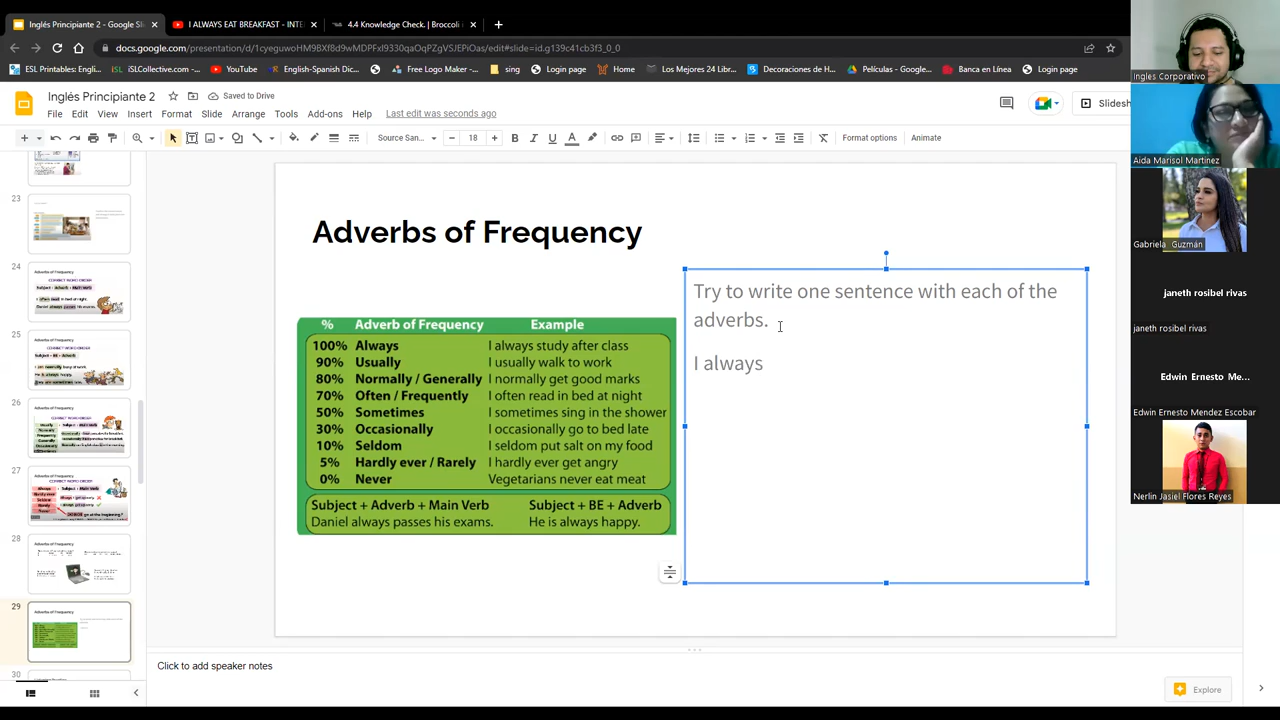 Inglés Principiante 2 - Google Sli
I ALWAYS EAT BREAKFAST - INTE
4.4 Knowledge Check. | Broccoli
docs.google.com/presentation/d/1cyeguwoHM9BXf8d9wMDPFxI9330qaOqPZgVSJEPiOas/edit#slide=id.g139c41cb3f3_0_0
ESL Printables: Engli...
iSLCollective.com -...
YouTube
English-Spanish Dic...
Free Logo Maker -...
sing
Login page
Home
Los Mejores 24 Libr...
Decoraciones de H...
Películas - Google...
Banca en Línea
Login page
Inglés Principiante 2
Saved to Drive
File Edit View Insert Format Slide Arrange Tools Add-ons Help
Last edit was seconds ago
Slidesh
Source San...
18
Format options
Animate
23
24
25
26
27
28
29
30
Adverbs of Frequency
Try to write one sentence with each of the
adverbs.
I always
% Adverb of Frequency Example
100% Always I always study after class
90% Usually I usually walk to work
80% Normally / Generally I normally get good marks
70% Often / Frequently I often read in bed at night
50% Sometimes I sometimes sing in the shower
30% Occasionally I occasionally go to bed late
10% Seldom I seldom put salt on my food
5% Hardly ever / Rarely I hardly ever get angry
0% Never Vegetarians never eat meat
Subject + Adverb + Main Verb Subject + BE + Adverb
Daniel always passes his exams. He is always happy.
Click to add speaker notes
Explore
Ingles Corporativo
Aida Marisol Martinez
Gabriela Guzmán
janeth rosibel rivas
janeth rosibel rivas
Edwin Ernesto Me...
Edwin Ernesto Mendez Escobar
Nerlin Jasiel Flores Reyes